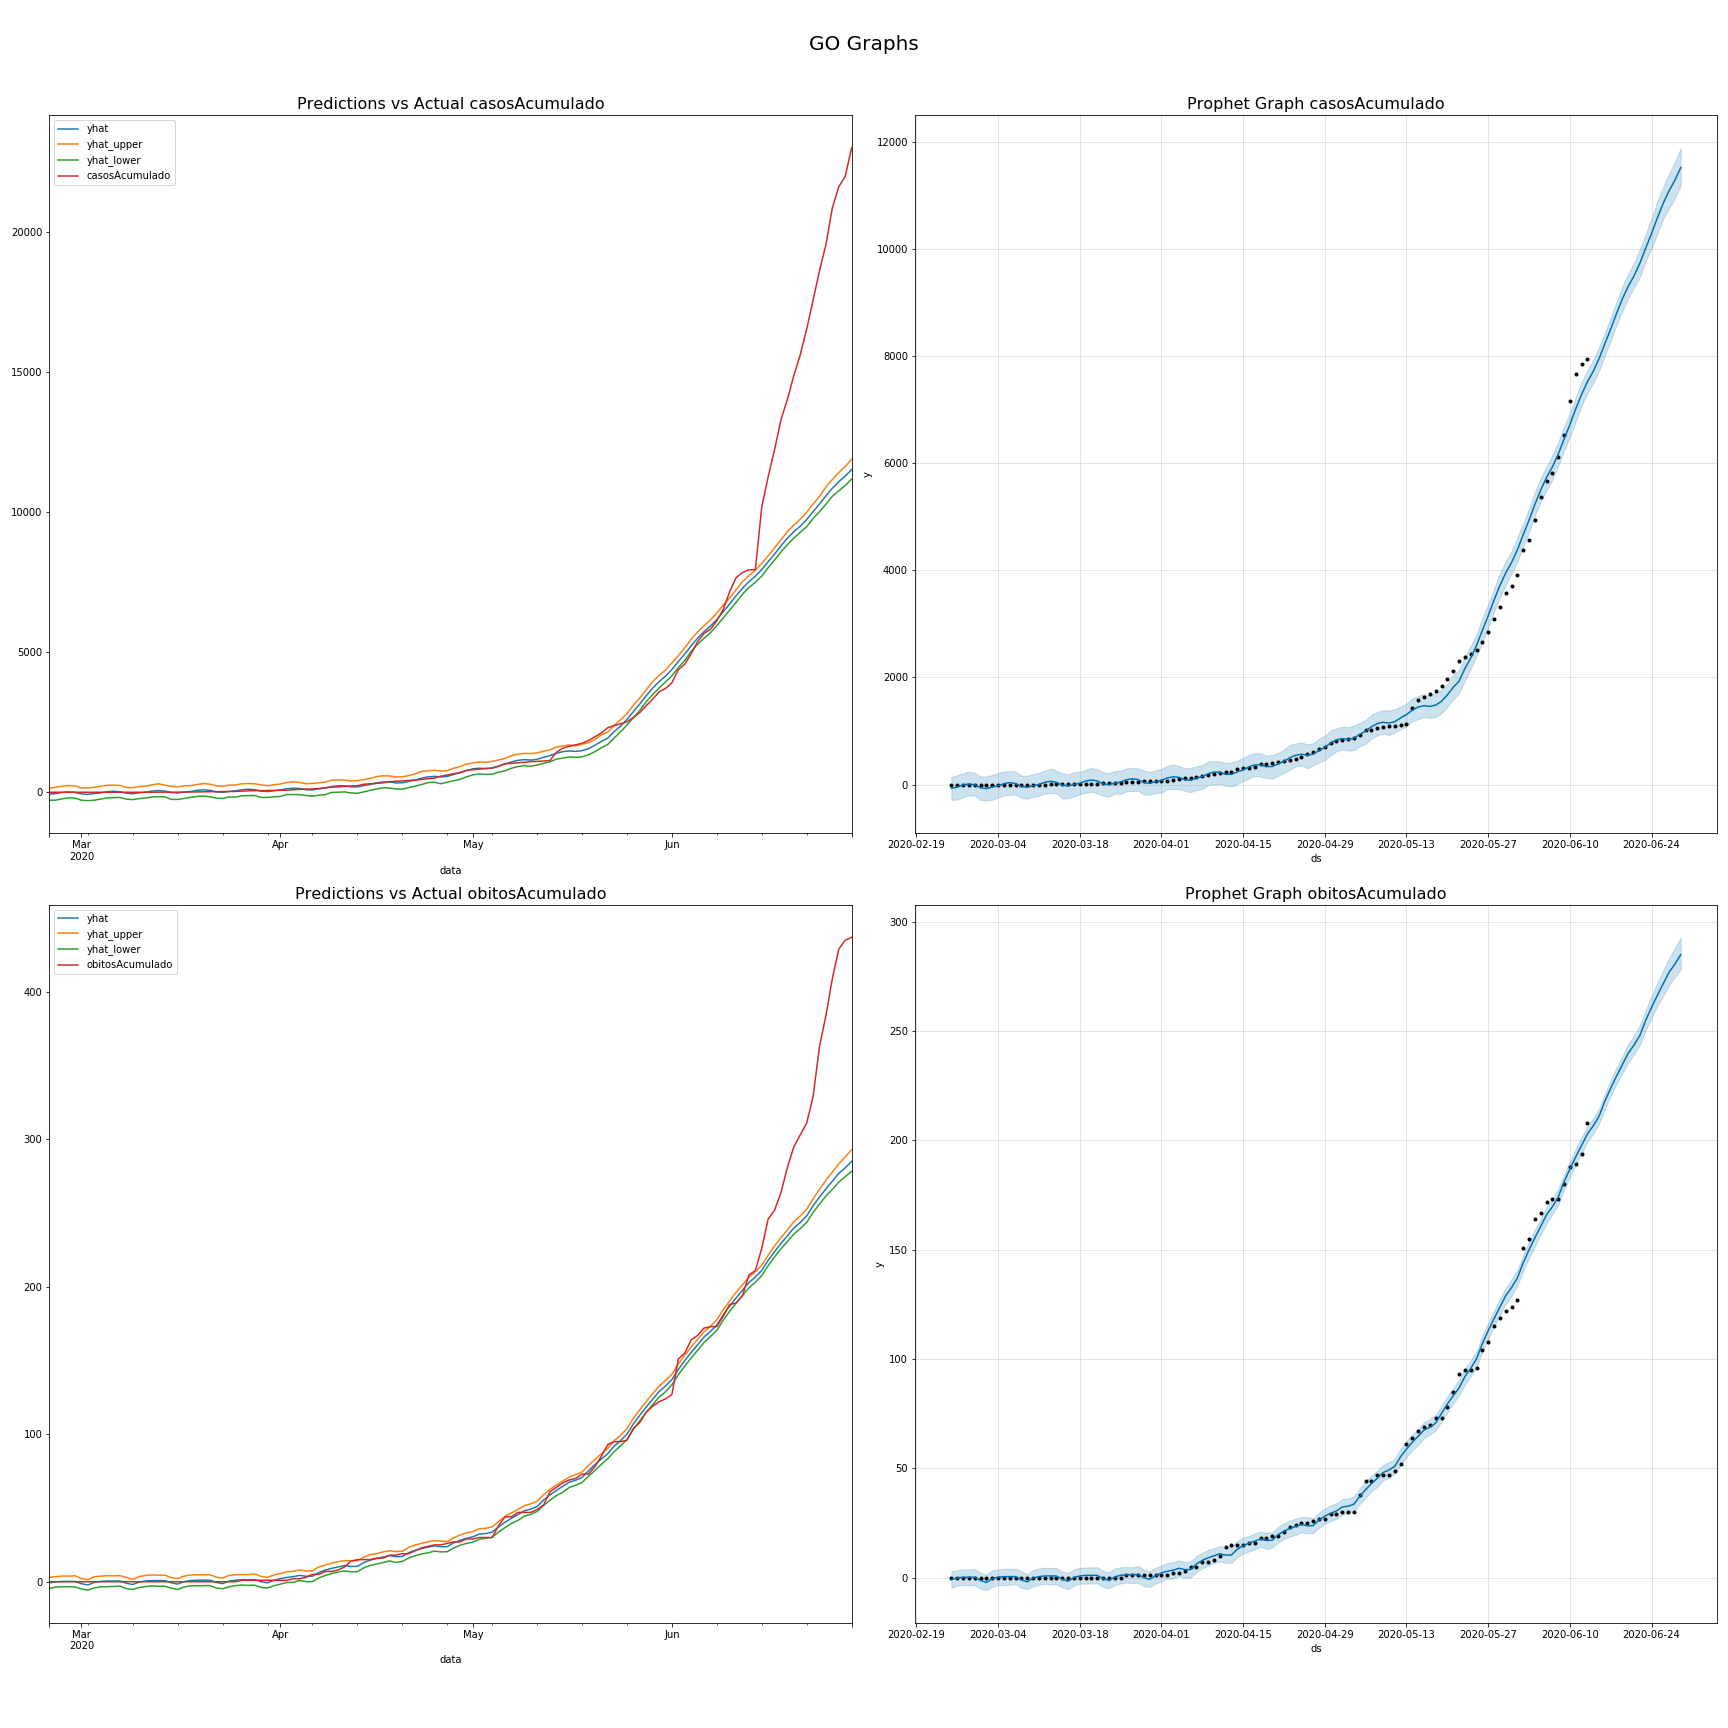 GO Graphs
Predictions vs Actual casosAcumulado
yhat
yhat_upper
yhat_lower
casosAcumulado
20000
15000
10000
5000
0
Mar
2020
Apr
May
Jun
data
Prophet Graph casosAcumulado
12000
10000
8000
6000
4000
2000
0
y
2020-02-19
2020-03-04
2020-03-18
2020-04-01
2020-04-15
2020-04-29
2020-05-13
2020-05-27
2020-06-10
2020-06-24
ds
Predictions vs Actual obitosAcumulado
yhat
yhat_upper
yhat_lower
obitosAcumulado
400
300
200
100
0
Mar
2020
Apr
May
Jun
data
Prophet Graph obitosAcumulado
300
250
200
150
100
50
0
y
2020-02-19
2020-03-04
2020-03-18
2020-04-01
2020-04-15
2020-04-29
2020-05-13
2020-05-27
2020-06-10
2020-06-24
ds